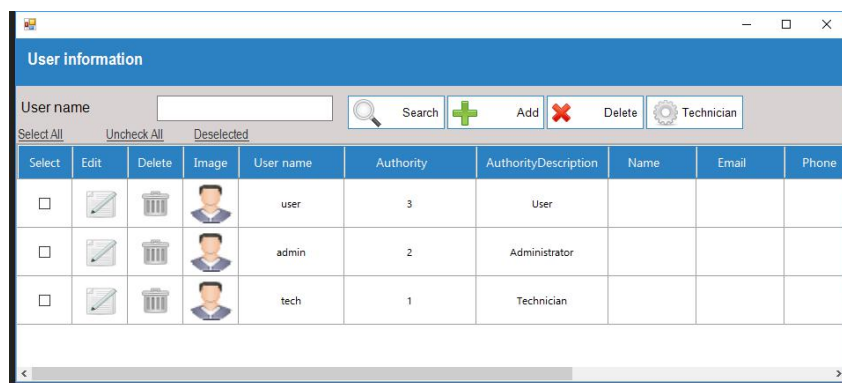 User information
User name Search Add Delete Technician
Select All Uncheck All Deselected
Select Edit Delete Image User name Authority AuthorityDescription Name Email Phone
user 3 User
admin 2 Administrator
tech 1 Technician